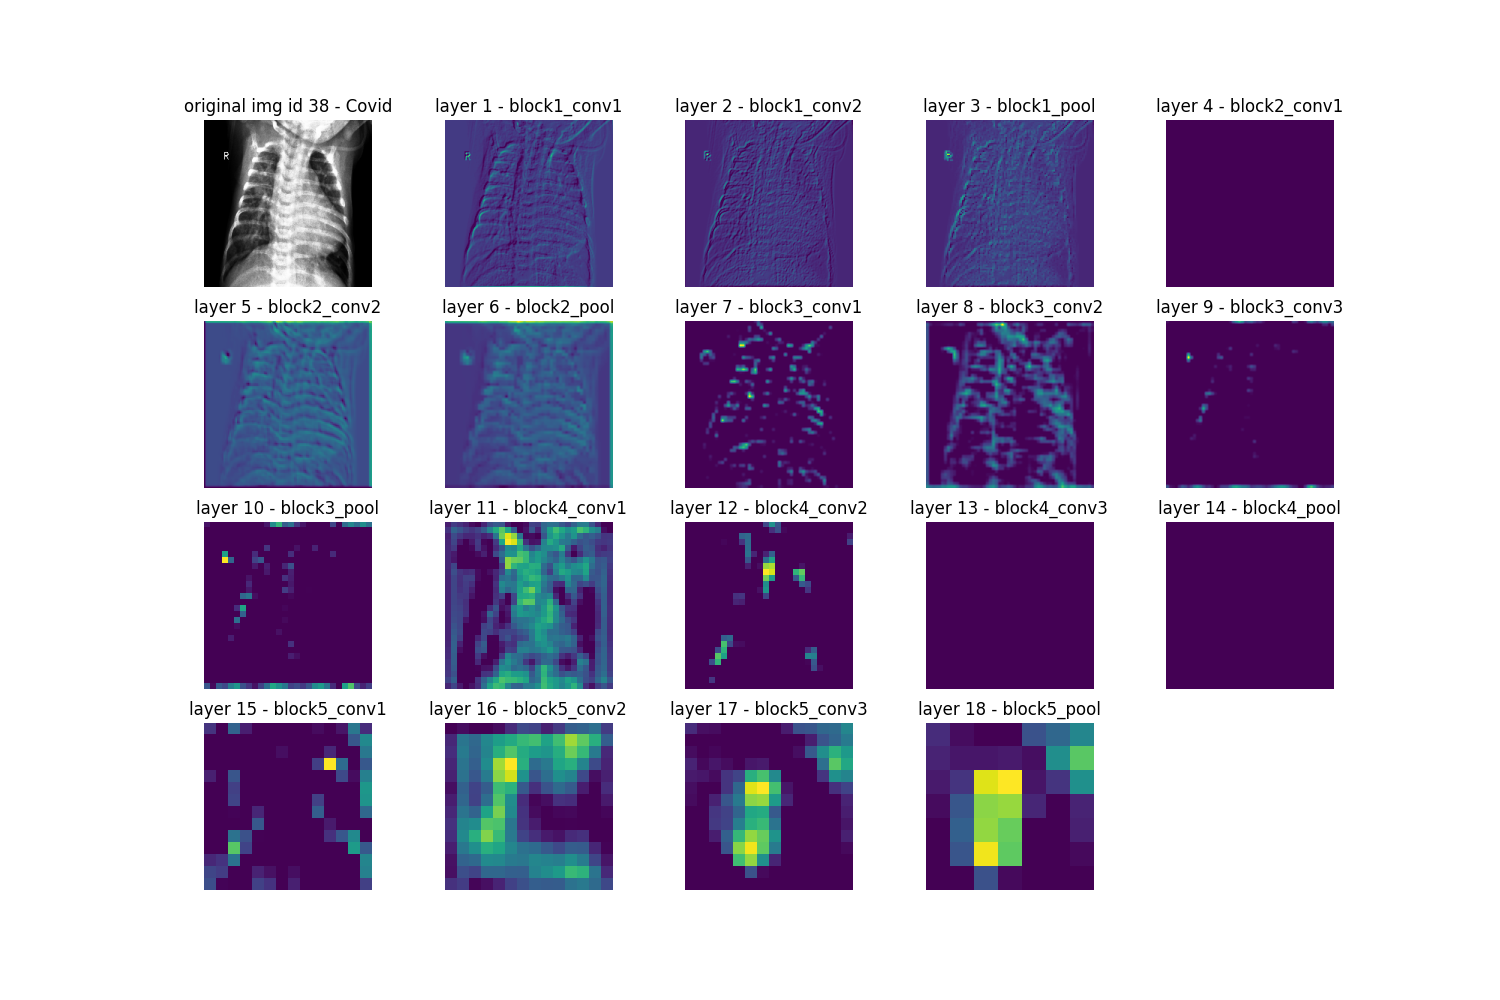 original img id 38 - Covid
layer 1 - block1_conv1
layer 2 - block1_conv2
layer 3 - block1_pool
layer 4 - block2_conv1
R
layer 5 - block2_conv2
layer 6 - block2_pool
layer 7 - block3_conv1
layer 8 - block3_conv2
layer 9 - block3_conv3
layer 10 - block3_pool
layer 11 - block4_conv1
layer 12 - block4_conv2
layer 13 - block4_conv3
layer 14 - block4_pool
layer 15 - block5_conv1
layer 16 - block5_conv2
layer 17 - block5_conv3
layer 18 - block5_pool